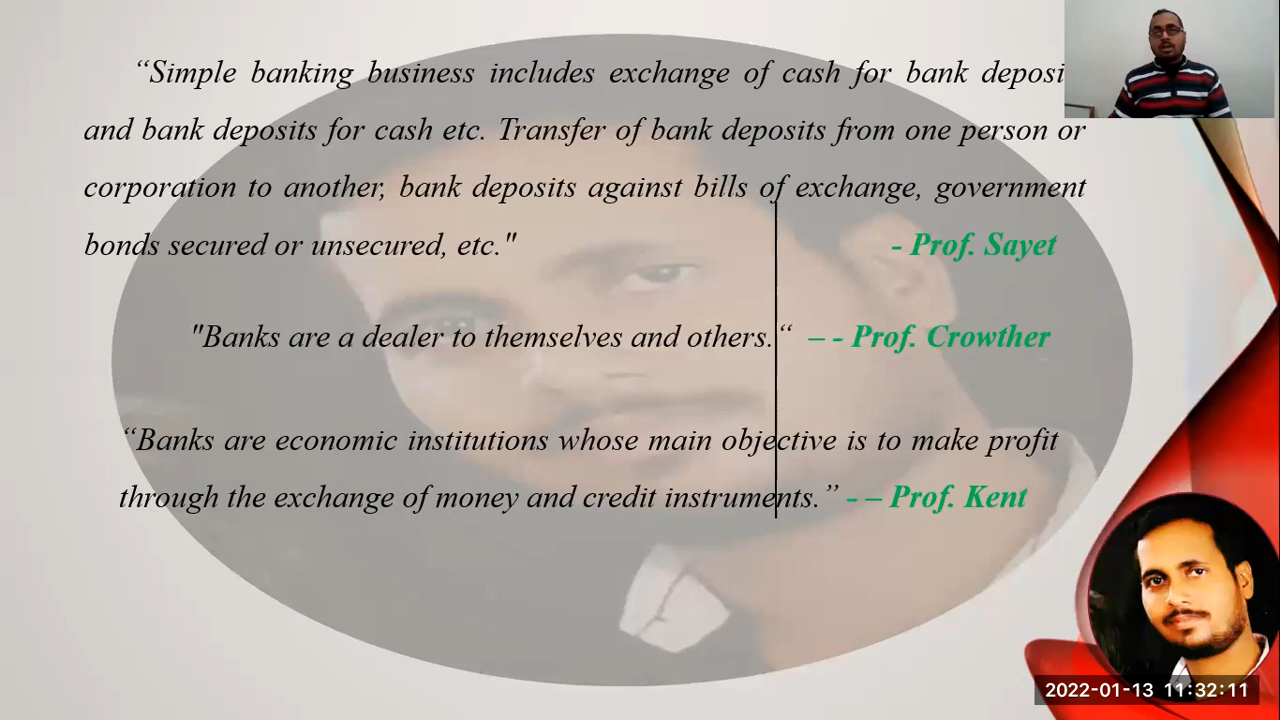 “Simple banking business includes exchange of cash for bank
and bank deposits for cash etc. Transfer of bank deposits from one person or
corporation to another, bank deposits against bills of exchange, government
bonds secured or unsecured, etc." - Prof. Sayet
"Banks are a dealer to themselves and others.“ – - Prof. Crowther
“Banks are economic institutions whose main objective is to make profit
through the exchange of money and credit instruments.” - – Prof. Kent
2022-01-13 11:32:11